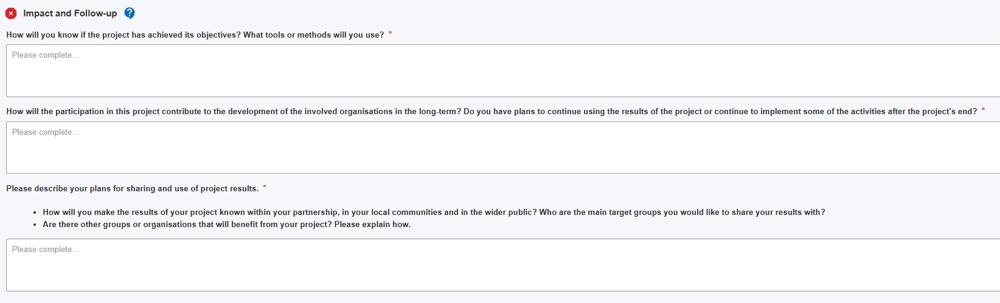 Impact and Follow-up ?
How will you know if the project has achieved its objectives? What tools or methods will you use? *
Please complete...
How will the participation in this project contribute to the development of the involved organisations in the long-term? Do you have plans to continue using the results of the project or continue to implement some of the activities after the project's end? *
Please complete...
Please describe your plans for sharing and use of project results. *
• How will you make the results of your project known within your partnership, in your local communities and in the wider public? Who are the main target groups you would like to share your results with?
• Are there other groups or organisations that will benefit from your project? Please explain how.
Please complete...